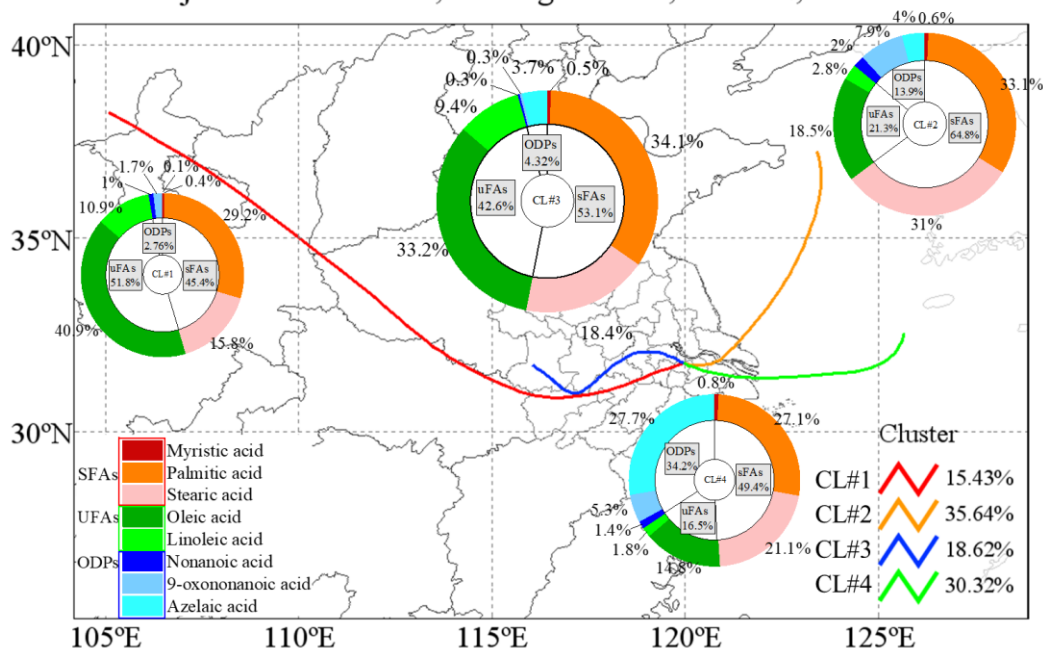 40ºN
35ºN
30ºN
105ºE 110ºE 115ºE 120ºE 125ºE
0.1%
1.7%
0.4%
1%
10.9%
29.2%
ODPs
2.76%
uFAs
51.8%
CL#1
sFAs
45.4%
40.9%
15.8%
0.3%
3.7%
0.5%
0.3%
9.4%
34.1%
ODPs
4.32%
uFAs
42.6%
CL#3
sFAs
53.1%
33.2%
18.4%
4%
0.6%
7.9%
2%
2.8%
33.1%
ODPs
13.9%
uFAs
21.3%
CL#2
sFAs
64.8%
18.5%
31%
0.8%
27.7%
27.1%
ODPs
34.2%
CL#4
sFAs
49.4%
uFAs
16.5%
5.3%
1.4%
1.8%
14.8%
21.1%
Myristic acid
SFAs Palmitic acid
Stearic acid
UFAs Oleic acid
Linoleic acid
ODPs Nonanoic acid
9-oxononanoic acid
Azelaic acid
Cluster
CL#1 15.43%
CL#2 35.64%
CL#3 18.62%
CL#4 30.32%